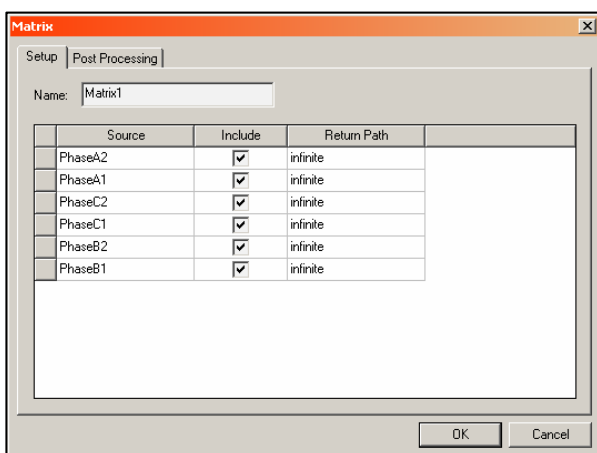 Matrix
Setup Post Processing
Name: Matrix1
Source Include Return Path
PhaseA2 infinite
PhaseA1 infinite
PhaseC2 infinite
PhaseC1 infinite
PhaseB2 infinite
PhaseB1 infinite
OK Cancel